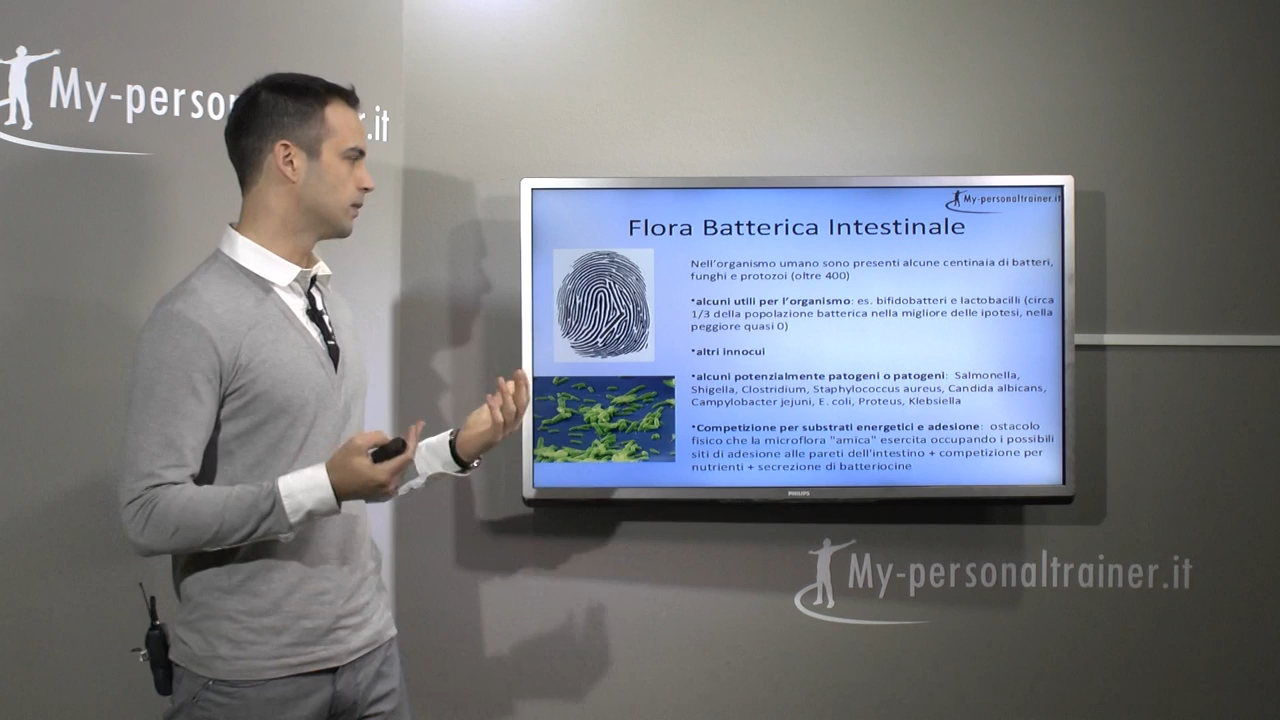 My-perso
r.it
My-personaltrainer.it
Flora Batterica Intestinale
Nell'organismo umano sono presenti alcune centinaia di batteri,
funghi e protozoi (oltre 400)
•alcuni utili per l'organismo: es. bifidobatteri e lactobacilli (circa
1/3 della popolazione batterica nella migliore delle ipotesi, nella
peggiore quasi 0)
•altri innocui
•alcuni potenzialmente patogeni o patogeni: Salmonella,
Shigella, Clostridium, Staphylococcus aureus, Candida albicans,
Campylobacter jejuni, E. coli, Proteus, Klebsiella
•Competizione per substrati energetici e adesione: ostacolo
fisico che la microflora "amica" esercita occupando i possibili
siti di adesione alle pareti dell'intestino + competizione per
nutrienti + secrezione di batteriocine
PHILIPS
My-personaltrainer.it